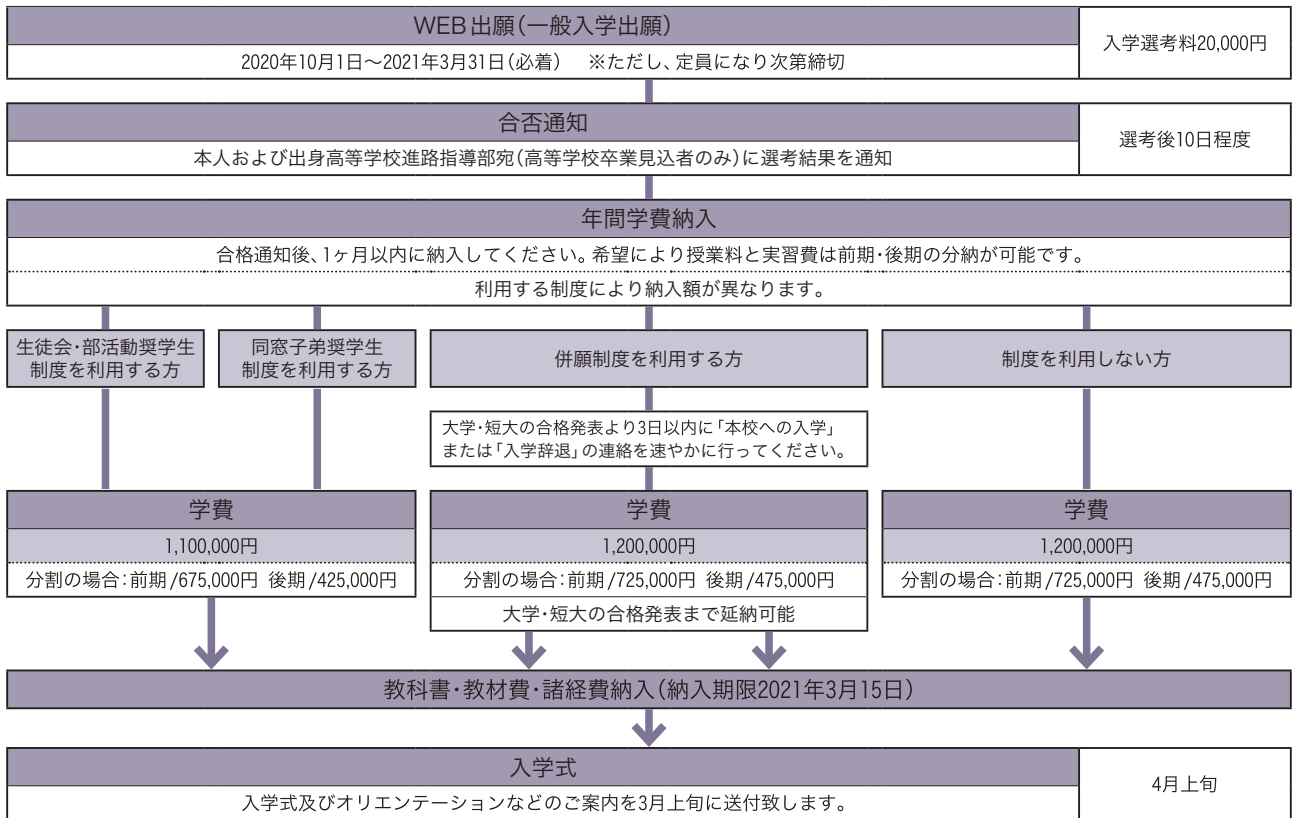 WEB出願（一般入学出願）
入学選考料20,000円
2020年10月1日～2021年3月31日（必着）　※ただし、定員になり次第締切
合否通知
選考後10日程度
本人および出身高等学校進路指導部宛（高等学校卒業見込者のみ）に選考結果を通知
年間学費納入
合格通知後、1ヶ月以内に納入してください。希望により授業料と実習費は前期・後期の分納が可能です。
利用する制度により納入額が異なります。
生徒会・部活動奨学生
制度を利用する方
同窓子弟奨学生
制度を利用する方
併願制度を利用する方
制度を利用しない方
大学・短大の合格発表より3日以内に「本校への入学」
または「入学辞退」の連絡を速やかに行ってください。
学費
1,100,000円
分割の場合：前期/675,000円 後期/425,000円
学費
1,200,000円
分割の場合：前期/725,000円 後期/475,000円
大学・短大の合格発表まで延納可能
学費
1,200,000円
分割の場合：前期/725,000円 後期/475,000円
教科書・教材費・諸経費納入（納入期限2021年3月15日）
入学式
4月上旬
入学式及びオリエンテーションなどのご案内を3月上旬に送付致します。